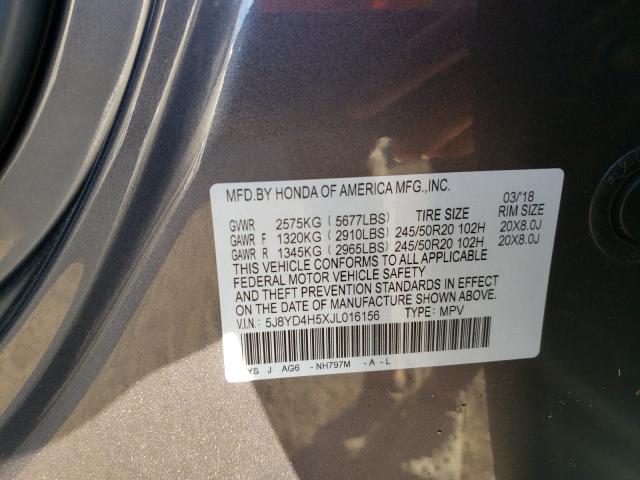 MFD.BY HONDA OF AMERICA MFG.,INC. 03/'18
GVWR 2575KG ( 5677LBS) TIRE SIZE RIM SIZE
GAWR F 1320KG ( 2910LBS) 245/50R20 102H 20X8.0J
GAWR R 1345KG ( 2965LBS) 245/50R20 102H 20X8.0J
THIS VEHICLE CONFORMS TO ALL APPLICABLE
FEDERAL MOTOR VEHICLE SAFETY
AND THEFT PREVENTION STANDARDS IN EFFECT
ON THE DATE OF MANUFACTURE SHOWN ABOVE.
V.I.N.: 5J8YD4H5XJL016156 TYPE: MPV
YS J AG6 -NH797M -A-L